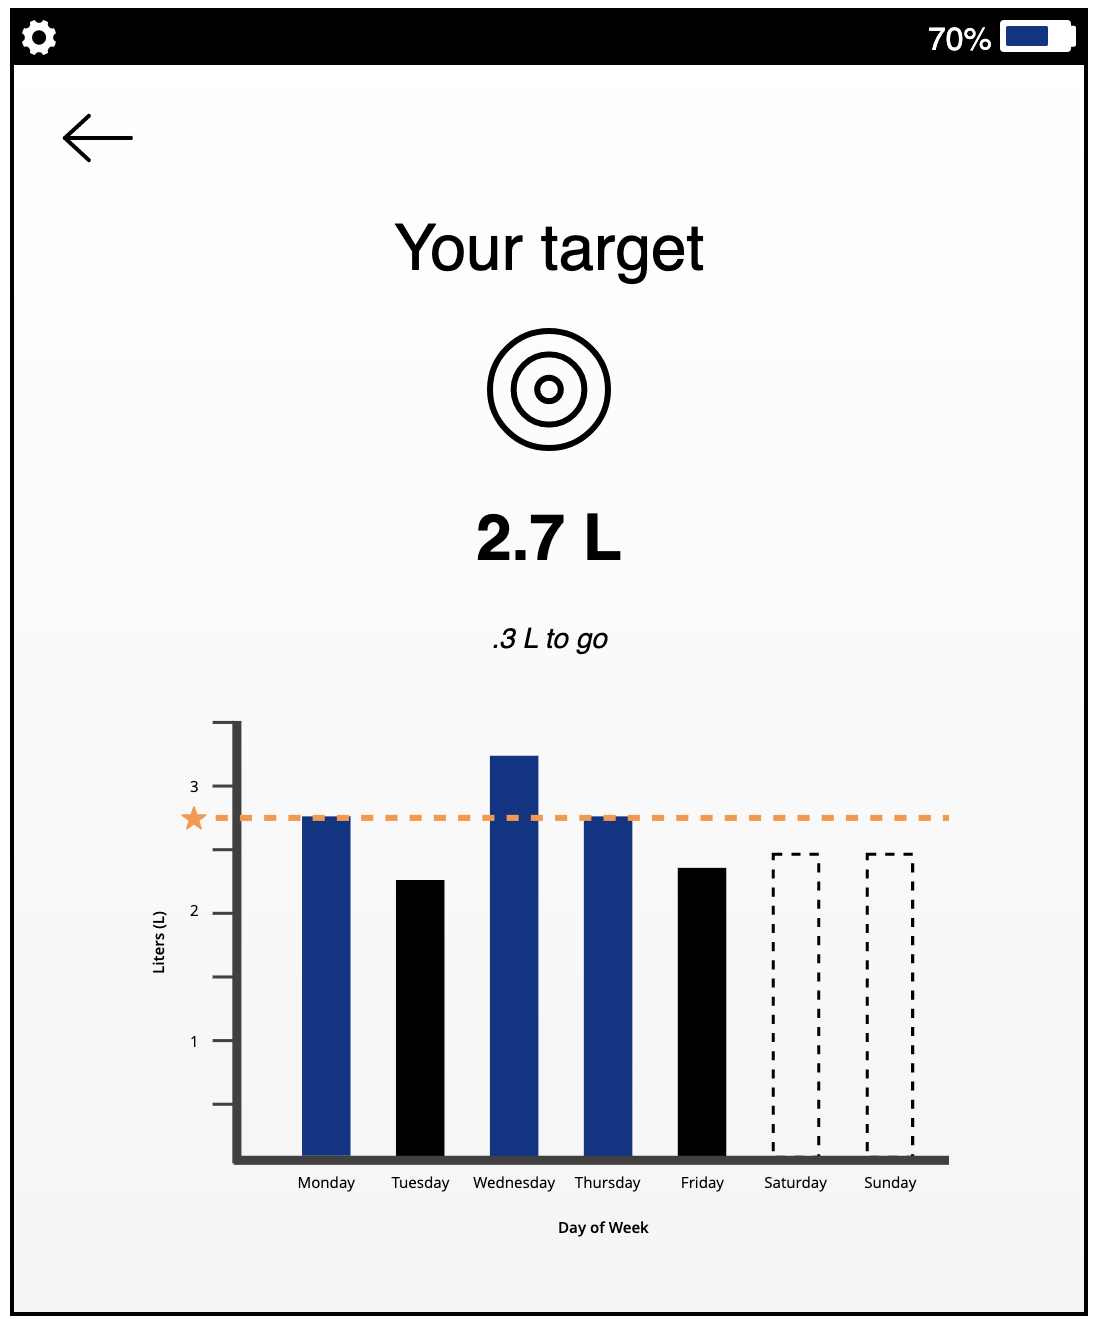 70%
Your target
2.7 L
.3 L to go
3
2
1
Liters (L)
Monday Tuesday Wednesday Thursday Friday Saturday Sunday
Day of Week